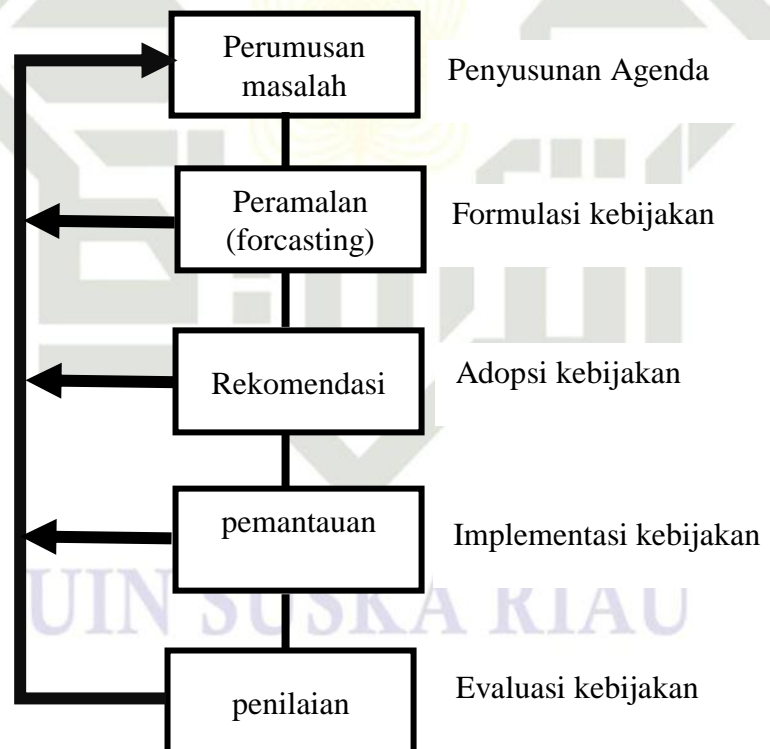 Perumusan
masalah
Penyusunan Agenda
Peramalan
(forcasting)
Formulasi kebijakan
Rekomendasi
Adopsi kebijakan
pemantauan
Implementasi kebijakan
UIN SUSKA RIAU
penilaian
Evaluasi kebijakan